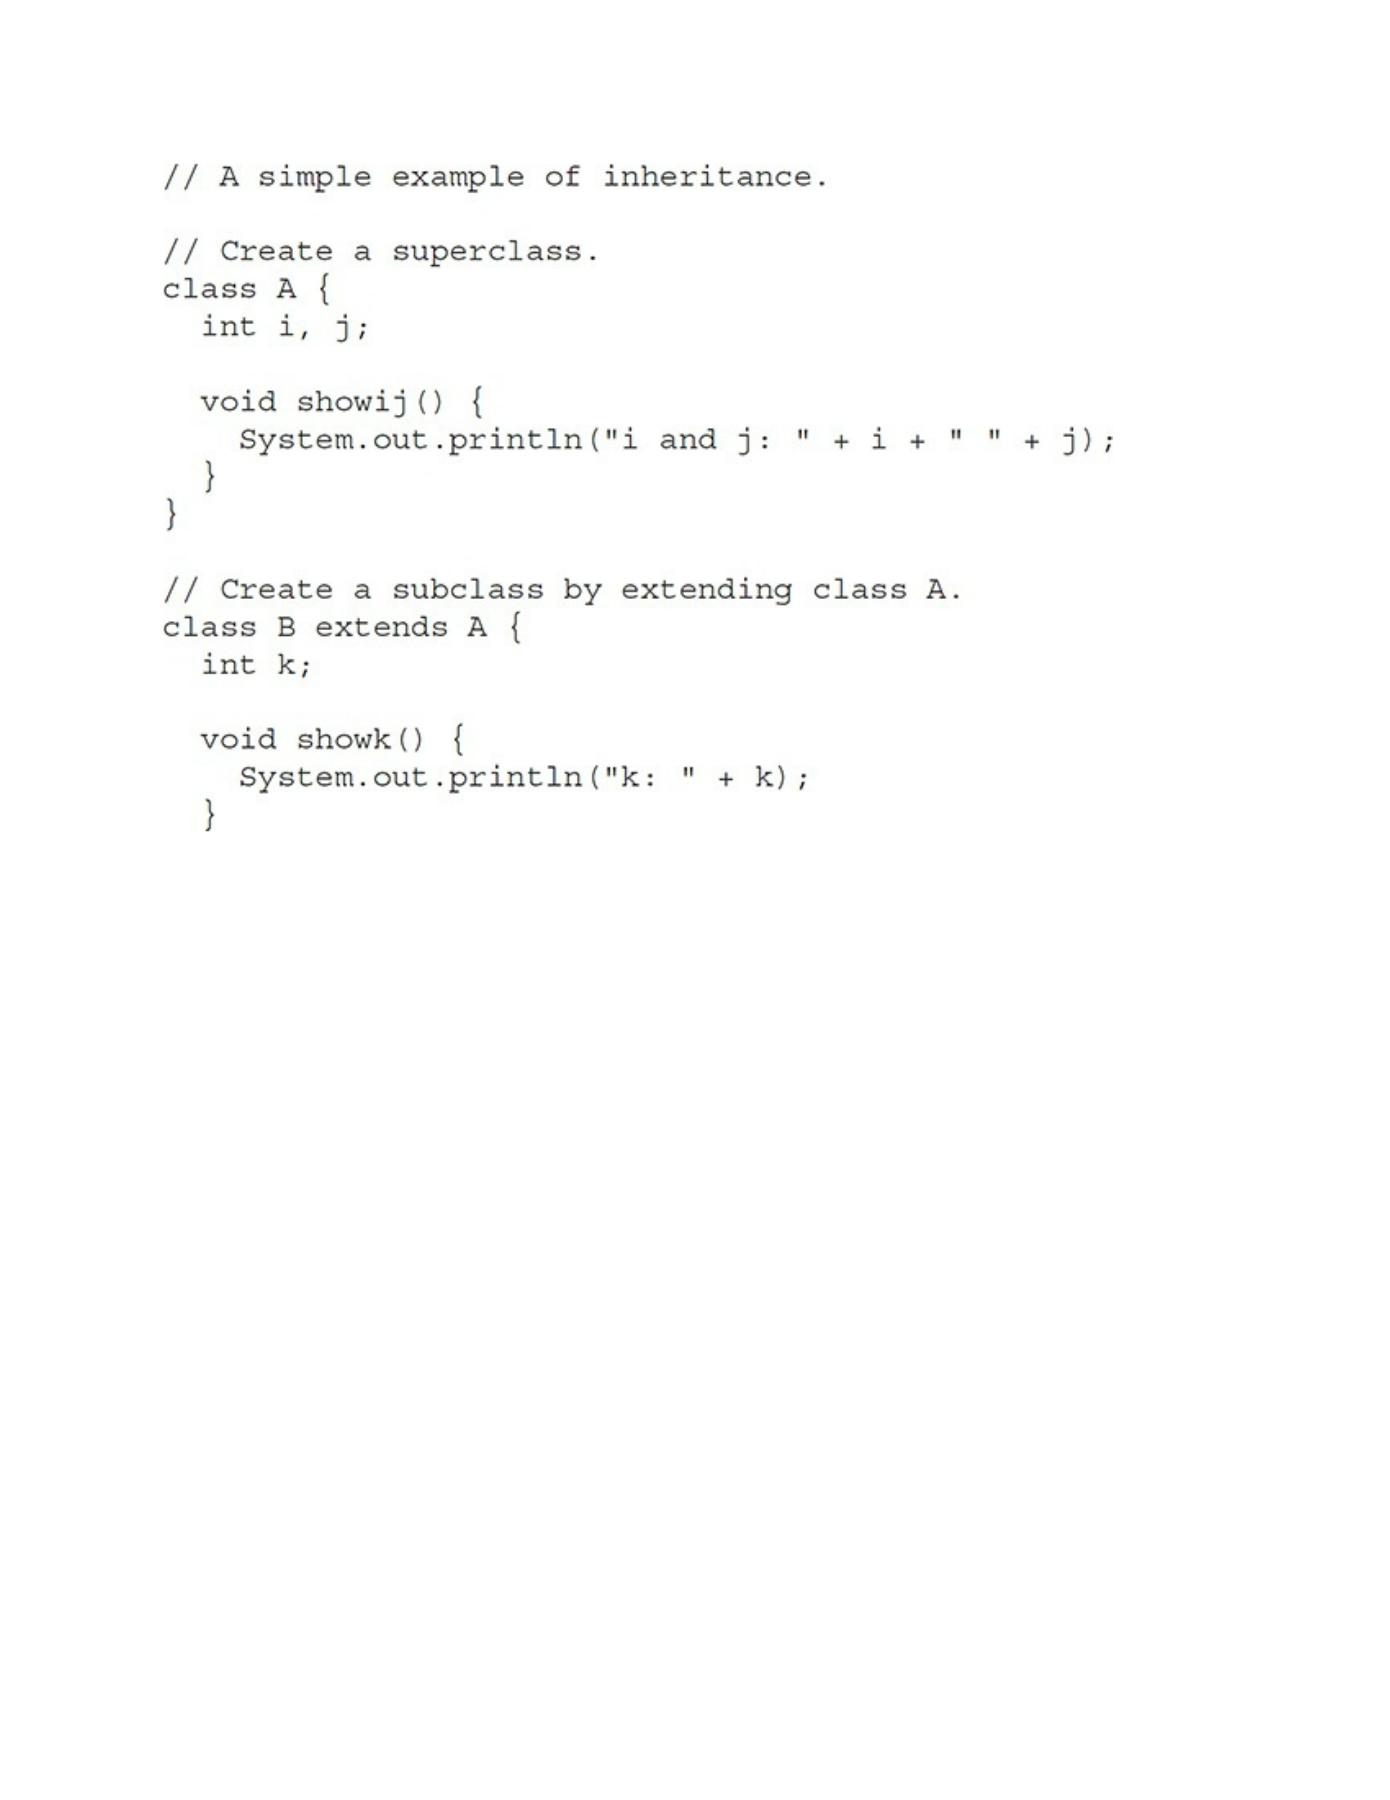 // A simple example of inheritance.

// Create a superclass.
class A {
  int i, j;

  void showij() {
    System.out.println("i and j: " + i + " " + j);
  }
}

// Create a subclass by extending class A.
class B extends A {
  int k;

  void showk() {
    System.out.println("k: " + k);
  }